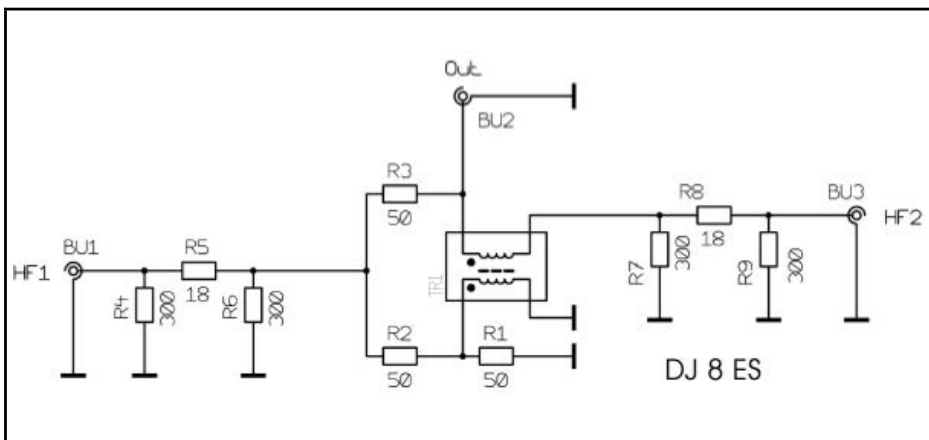 Out
BU2
R3
50
R8
18
BU3
HF2
BU1
HF1
R5
18
R4
300
R6
300
TR1
R7
300
R9
300
R2
50
R1
50
DJ 8 ES